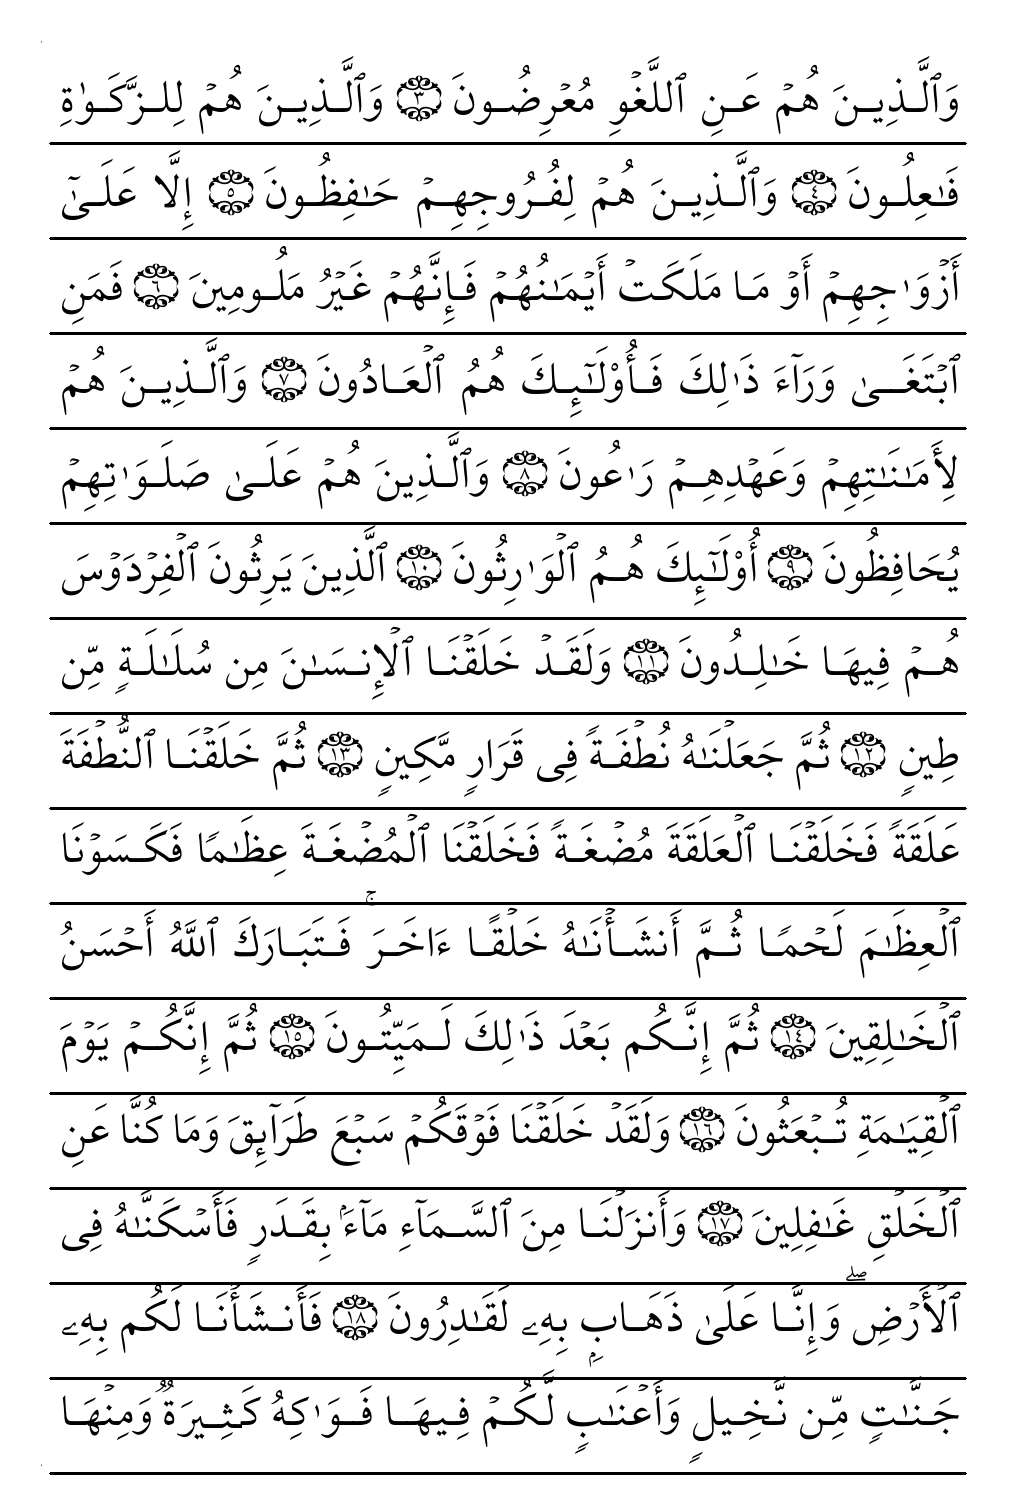 وَٱلَّذِينَ هُمۡ عَنِ ٱللَّغۡوِ مُعۡرِضُونَ ۝٣ وَٱلَّذِينَ هُمۡ لِلزَّكَوٰةِ
فَٰعِلُونَ ۝٤ وَٱلَّذِينَ هُمۡ لِفُرُوجِهِمۡ حَٰفِظُونَ ۝٥ إِلَّا عَلَىٰٓ
أَزۡوَٰجِهِمۡ أَوۡ مَا مَلَكَتۡ أَيۡمَٰنُهُمۡ فَإِنَّهُمۡ غَيۡرُ مَلُومِينَ ۝٦ فَمَنِ
ٱبۡتَغَىٰ وَرَآءَ ذَٰلِكَ فَأُوْلَٰٓئِكَ هُمُ ٱلۡعَادُونَ ۝٧ وَٱلَّذِينَ هُمۡ
لِأَمَٰنَٰتِهِمۡ وَعَهۡدِهِمۡ رَٰعُونَ ۝٨ وَٱلَّذِينَ هُمۡ عَلَىٰ صَلَوَٰتِهِمۡ
يُحَافِظُونَ ۝٩ أُوْلَٰٓئِكَ هُمُ ٱلۡوَٰرِثُونَ ۝١٠ ٱلَّذِينَ يَرِثُونَ ٱلۡفِرۡدَوۡسَ
هُمۡ فِيهَا خَٰلِدُونَ ۝١١ وَلَقَدۡ خَلَقۡنَا ٱلۡإِنسَٰنَ مِن سُلَٰلَةٖ مِّن
طِينٖ ۝١٢ ثُمَّ جَعَلۡنَٰهُ نُطۡفَةٗ فِي قَرَارٖ مَّكِينٖ ۝١٣ ثُمَّ خَلَقۡنَا ٱلنُّطۡفَةَ
عَلَقَةٗ فَخَلَقۡنَا ٱلۡعَلَقَةَ مُضۡغَةٗ فَخَلَقۡنَا ٱلۡمُضۡغَةَ عِظَٰمٗا فَكَسَوۡنَا
ٱلۡعِظَٰمَ لَحۡمٗا ثُمَّ أَنشَأۡنَٰهُ خَلۡقًا ءَاخَرَۚ فَتَبَارَكَ ٱللَّهُ أَحۡسَنُ
ٱلۡخَٰلِقِينَ ۝١٤ ثُمَّ إِنَّكُم بَعۡدَ ذَٰلِكَ لَمَيِّتُونَ ۝١٥ ثُمَّ إِنَّكُمۡ يَوۡمَ
ٱلۡقِيَٰمَةِ تُبۡعَثُونَ ۝١٦ وَلَقَدۡ خَلَقۡنَا فَوۡقَكُمۡ سَبۡعَ طَرَآئِقَ وَمَا كُنَّا عَنِ
ٱلۡخَلۡقِ غَٰفِلِينَ ۝١٧ وَأَنزَلۡنَا مِنَ ٱلسَّمَآءِ مَآءَۢ بِقَدَرٖ فَأَسۡكَنَّٰهُ فِي
ٱلۡأَرۡضِۖ وَإِنَّا عَلَىٰ ذَهَابِۭ بِهِۦ لَقَٰدِرُونَ ۝١٨ فَأَنشَأۡنَا لَكُم بِهِۦ
جَنَّٰتٖ مِّن نَّخِيلٖ وَأَعۡنَٰبٖ لَّكُمۡ فِيهَا فَوَٰكِهُ كَثِيرَةٞ وَمِنۡهَا